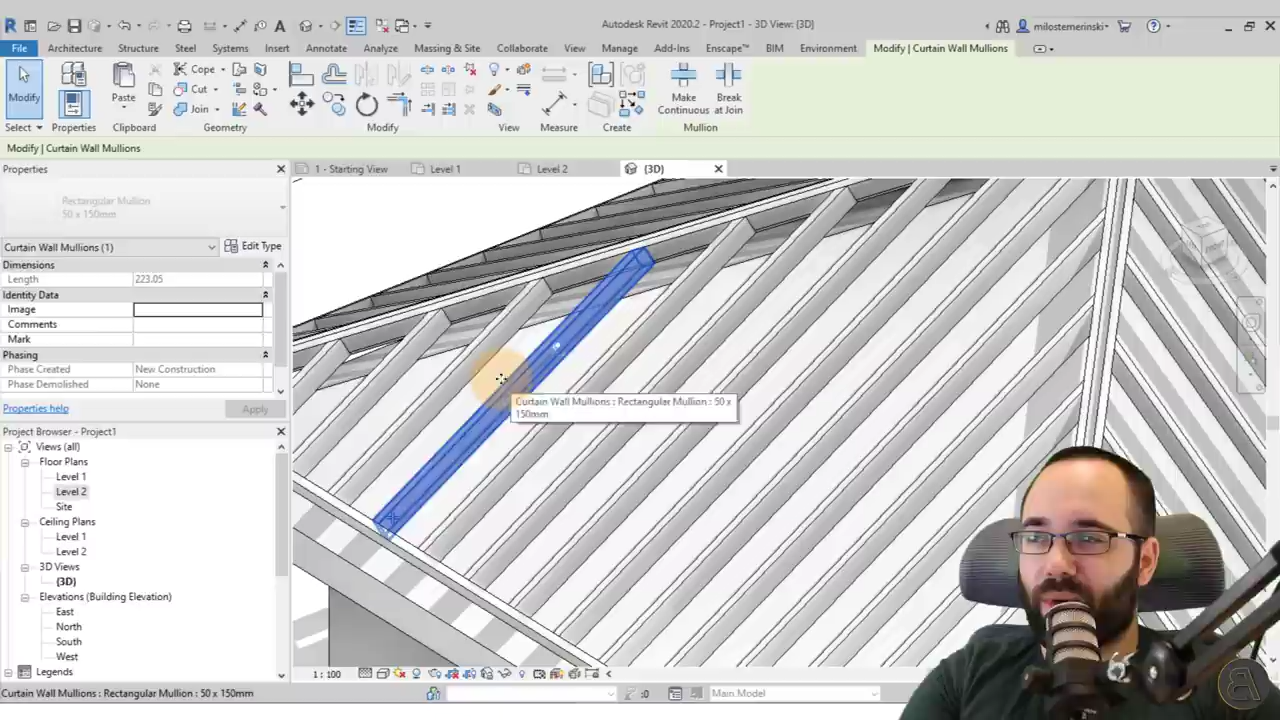 Autodesk Revit 2020.2 - Project1 - 3D View: {3D}
milostemerinski
File
Architecture
Structure
Steel
Systems
Insert
Annotate
Analyze
Massing & Site
Collaborate
View
Manage
Add-Ins
Enscape™
BIM
Environment
Modify | Curtain Wall Mullions
Modify
Properties
Paste
Cope
Cut
Join
Make
Continuous
Break
at Join
Select
Properties
Clipboard
Geometry
Modify
View
Measure
Create
Mullion
Modify | Curtain Wall Mullions
Properties
1 - Starting View
Level 1
Level 2
{3D}
Rectangular Mullion
50 x 150mm
Curtain Wall Mullions (1)
Edit Type
Dimensions
Length 223.05
Identity Data
Image
Comments
Mark
Phasing
Phase Created New Construction
Phase Demolished None
Properties help
Apply
Project Browser - Project1
Views (all)
Floor Plans
Level 1
Level 2
Site
Ceiling Plans
Level 1
Level 2
3D Views
{3D}
Elevations (Building Elevation)
East
North
South
West
Legends
Curtain Wall Mullions : Rectangular Mullion : 50 x
150mm
FRONT
1 : 100
Curtain Wall Mullions : Rectangular Mullion : 50 x 150mm
:0
Main Model